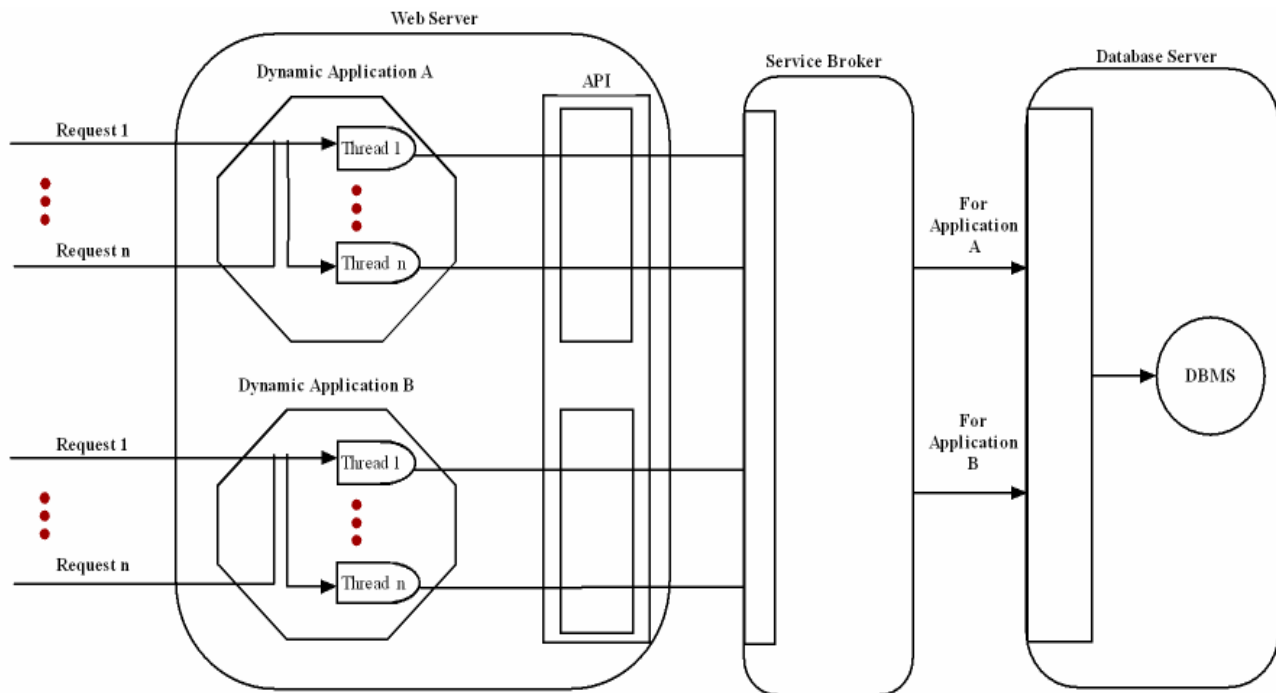 Web Server
Service Broker
Database Server
Dynamic Application A
API
Request 1
Thread 1
Request n
Thread n
For
Application
A
DBMS
Dynamic Application B
Request 1
Thread 1
For
Application
B
Request n
Thread n